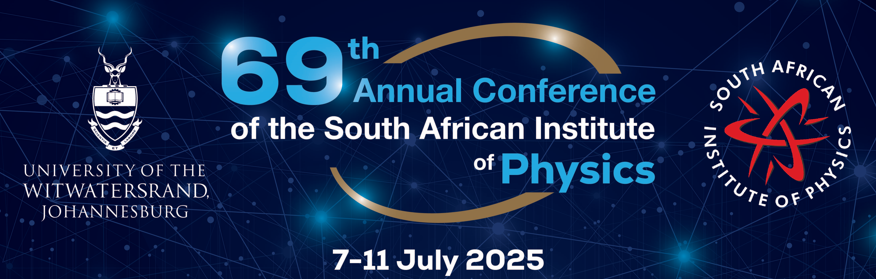 69th
Annual Conference
of the South African Institute
of Physics
7-11 July 2025
UNIVERSITY OF THE
WITWATERSRAND,
JOHANNESBURG
SOUTH AFRICAN
INSTITUTE OF PHYSICS